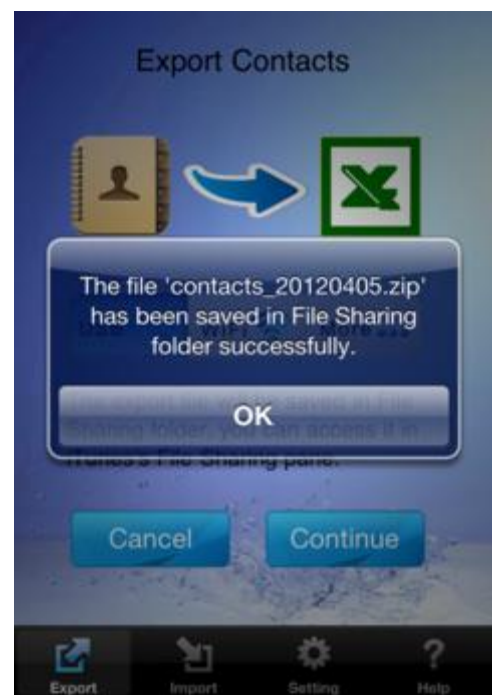 Export Contacts
The file 'contacts_20120405.zip'
has been saved in File Sharing
folder successfully.
OK
Sharing folder, you can access it in
iTunes's File Sharing pane.
Cancel Continue
Export Import Setting Help